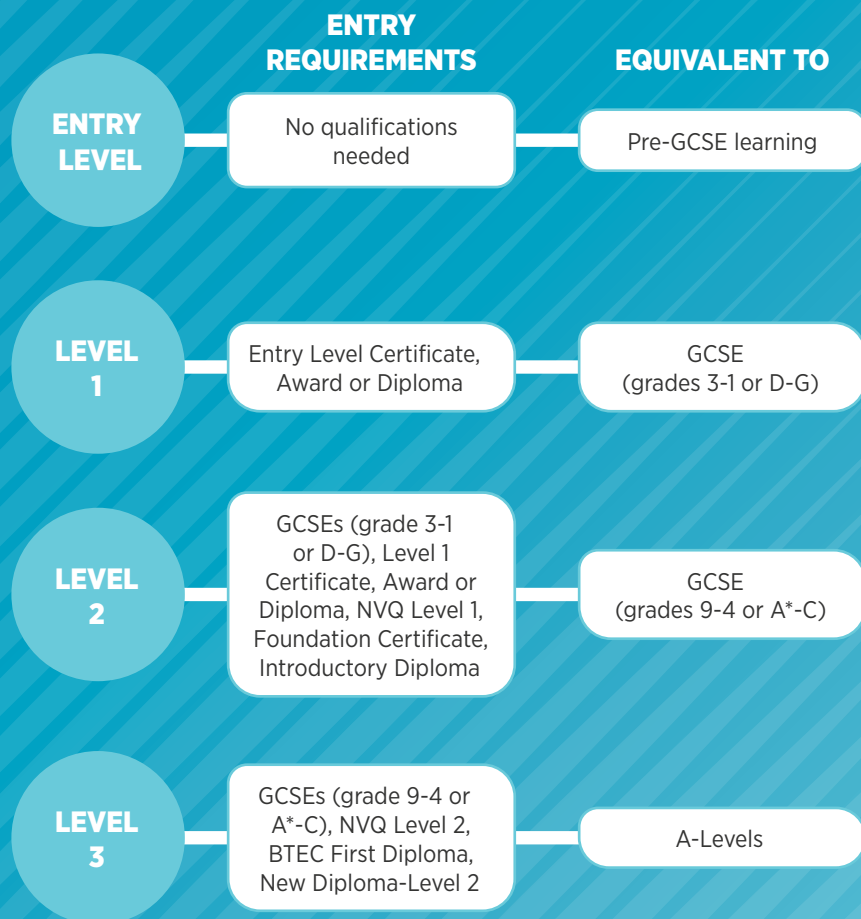 ENTRY
REQUIREMENTS
EQUIVALENT TO
ENTRY
LEVEL
No qualifications
needed
Pre-GCSE learning
LEVEL
1
Entry Level Certificate,
Award or Diploma
GCSE
(grades 3-1 or D-G)
LEVEL
2
GCSEs (grade 3-1
or D-G), Level 1
Certificate, Award or
Diploma, NVQ Level 1,
Foundation Certificate,
Introductory Diploma
GCSE
(grades 9-4 or A*-C)
LEVEL
3
GCSEs (grade 9-4 or
A*-C), NVQ Level 2,
BTEC First Diploma,
New Diploma-Level 2
A-Levels